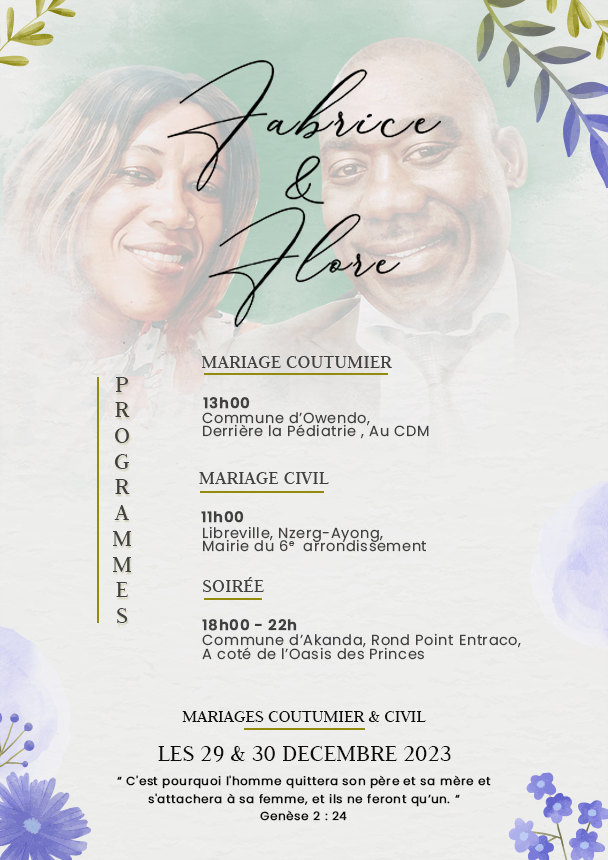 Fabrice
&
Flore
PROGRAMMES
MARIAGE COUTUMIER
13h00
Commune d'Owendo,
Derrière la Pédiatrie , Au CDM
MARIAGE CIVIL
11h00
Libreville, Nzerg-Ayong,
Mairie du 6ᵉ arrondissement
SOIRÉE
18h00 - 22h
Commune d'Akanda, Rond Point Entraco,
A coté de l'Oasis des Princes
MARIAGES COUTUMIER & CIVIL
LES 29 & 30 DECEMBRE 2023
“ C'est pourquoi l'homme quittera son père et sa mère et
s'attachera à sa femme, et ils ne feront qu'un. “
Genèse 2 : 24